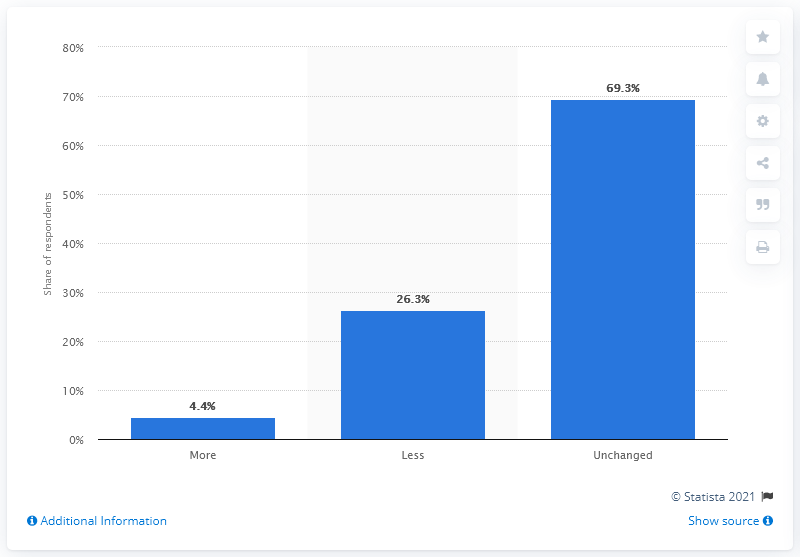 80%
70%
60%
50%
40%
30%
20%
10%
0%
Share of respondents
4.4%
26.3%
69.3%
More
Less
Unchanged
© Statista 2021
Additional Information
Show source